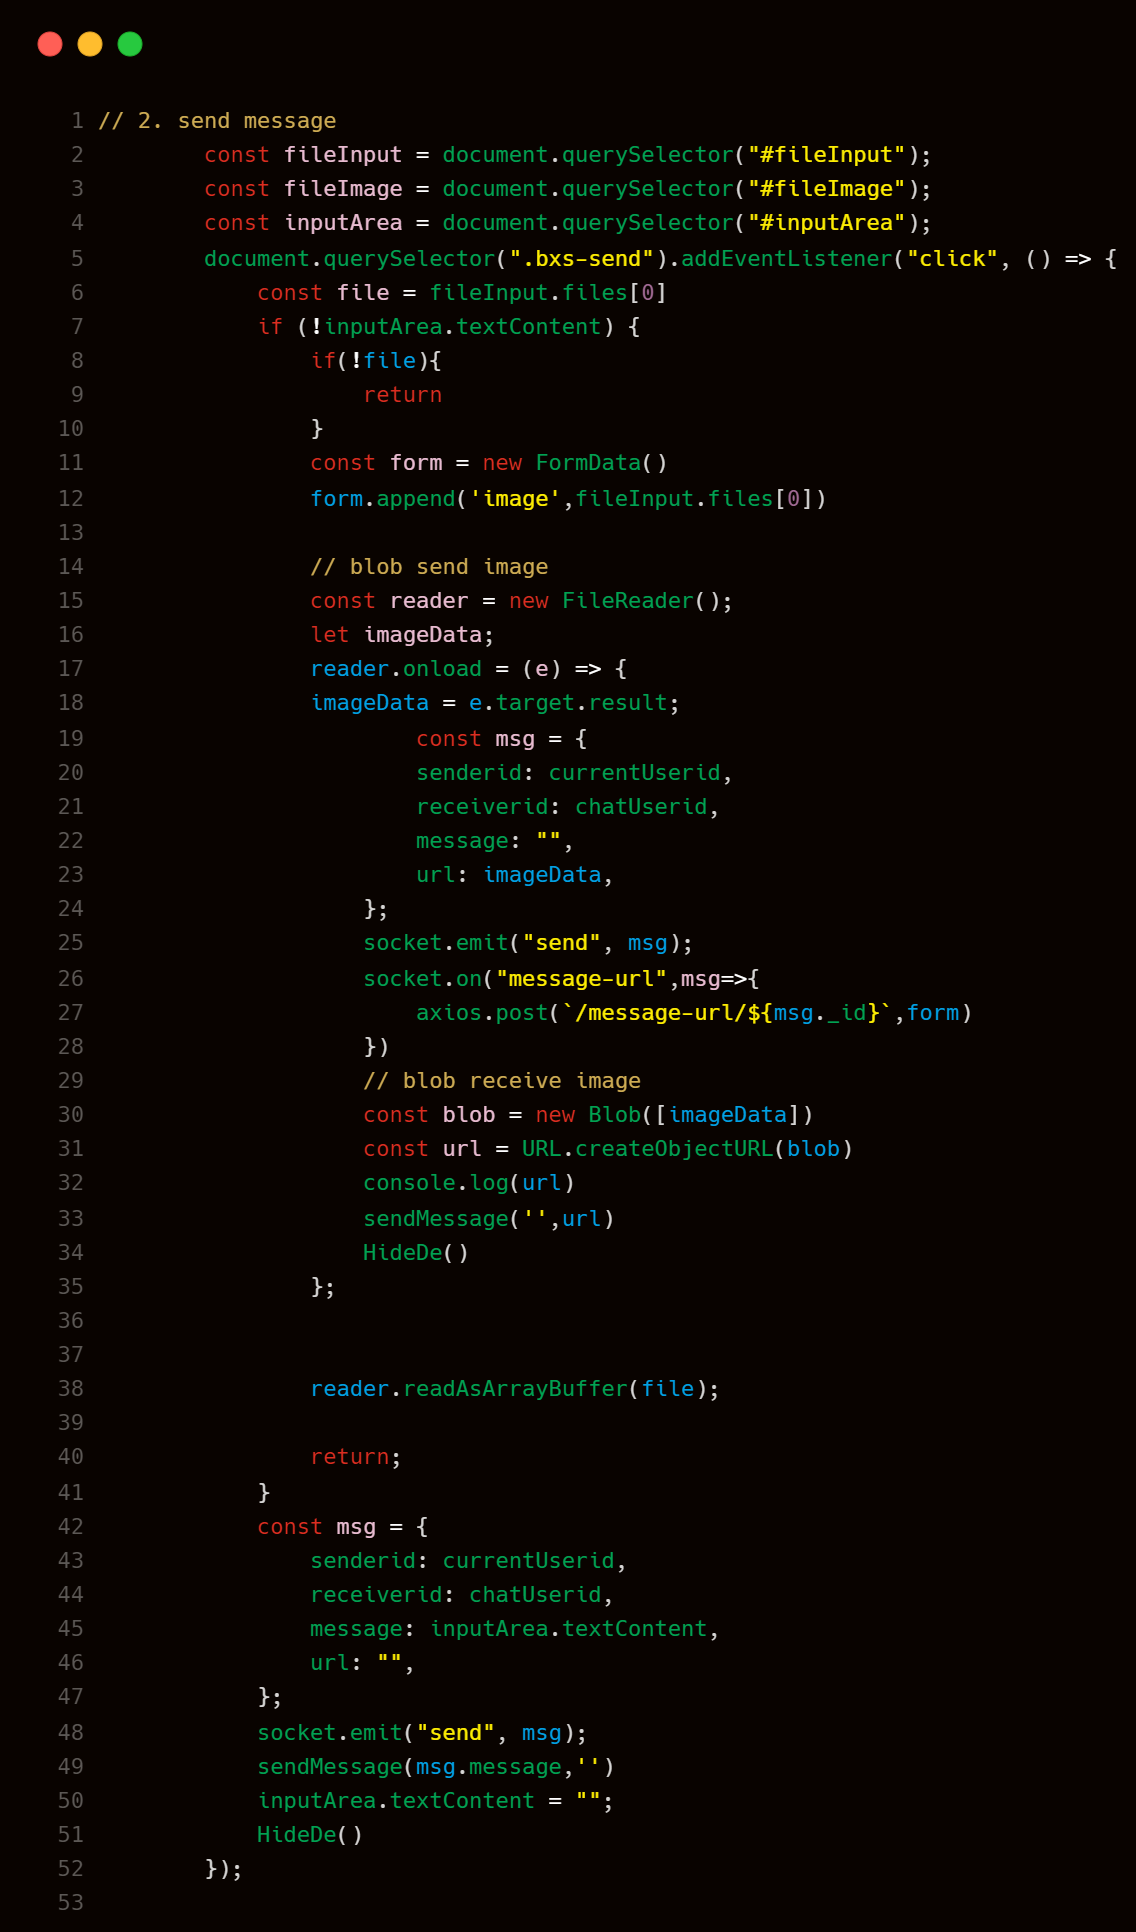 1 // 2. send message
2         const fileInput = document.querySelector("#fileInput");
3         const fileImage = document.querySelector("#fileImage");
4         const inputArea = document.querySelector("#inputArea");
5         document.querySelector(".bxs-send").addEventListener("click", () => {
6             const file = fileInput.files[0]
7             if (!inputArea.textContent) {
8                 if(!file){
9                     return
10                 }
11                 const form = new FormData()
12                 form.append('image',fileInput.files[0])
13
14                 // blob send image
15                 const reader = new FileReader();
16                 let imageData;
17                 reader.onload = (e) => {
18                 imageData = e.target.result;
19                         const msg = {
20                         senderid: currentUserid,
21                         receiverid: chatUserid,
22                         message: "",
23                         url: imageData,
24                     };
25                     socket.emit("send", msg);
26                     socket.on("message-url",msg=>{
27                         axios.post(`/message-url/${msg._id}`,form)
28                     })
29                     // blob receive image
30                     const blob = new Blob([imageData])
31                     const url = URL.createObjectURL(blob)
32                     console.log(url)
33                     sendMessage('',url)
34                     HideDe()
35                 };
36
37
38                 reader.readAsArrayBuffer(file);
39
40                 return;
41             }
42             const msg = {
43                 senderid: currentUserid,
44                 receiverid: chatUserid,
45                 message: inputArea.textContent,
46                 url: "",
47             };
48             socket.emit("send", msg);
49             sendMessage(msg.message,'')
50             inputArea.textContent = "";
51             HideDe()
52         });
53